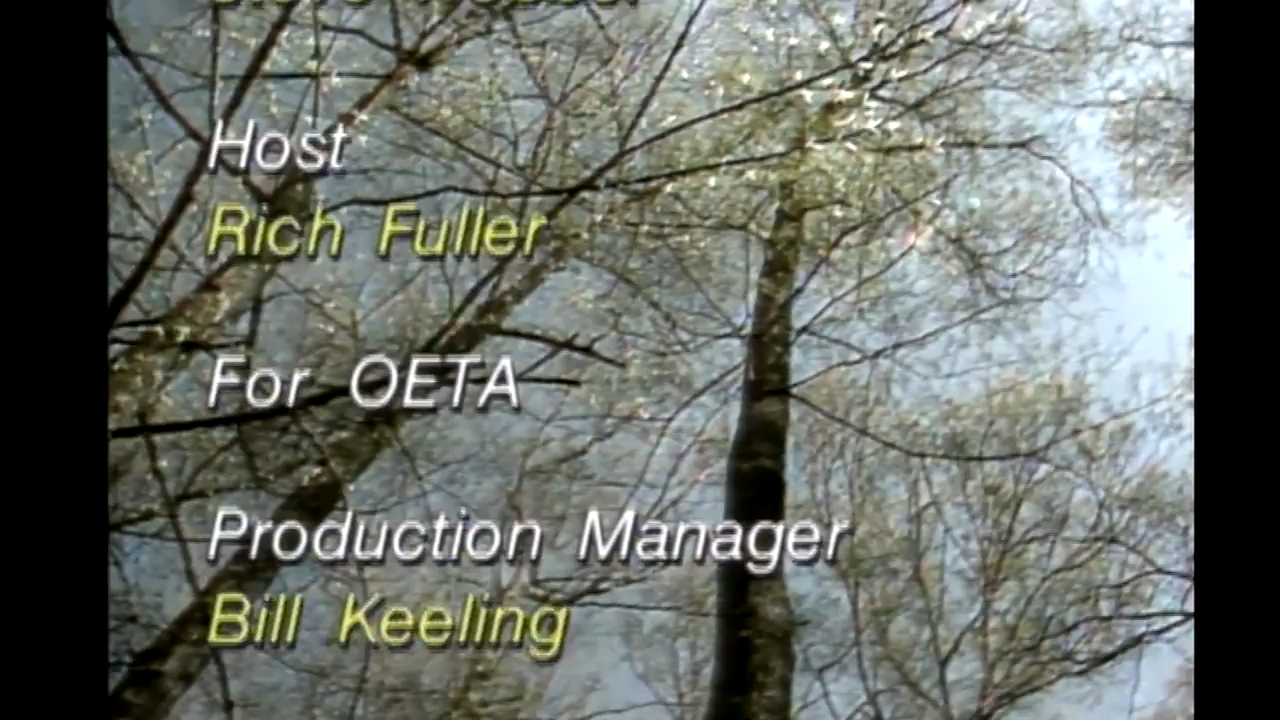 Host
Rich Fuller
For OETA
Production Manager
Bill Keeling